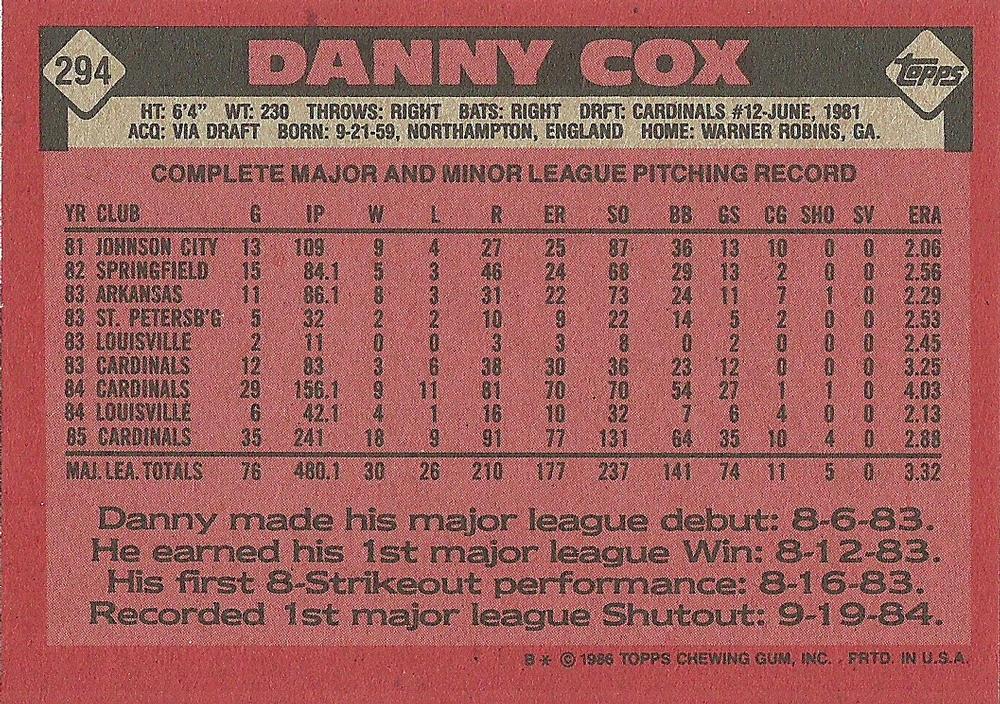 294 DANNY COX topps
HT: 6'4" WT: 230 THROWS: RIGHT BATS: RIGHT DRFT: CARDINALS #12-JUNE, 1981
ACQ: VIA DRAFT BORN: 9-21-59, NORTHAMPTON, ENGLAND HOME: WARNER ROBINS, GA.
COMPLETE MAJOR AND MINOR LEAGUE PITCHING RECORD
YR CLUB G IP W L R ER SO BB GS CG SHO SV ERA
81 JOHNSON CITY 13 109 9 4 27 25 87 36 13 10 0 0 2.06
82 SPRINGFIELD 15 84.1 5 3 46 24 68 29 13 2 0 0 2.56
83 ARKANSAS 11 86.1 8 3 31 22 73 24 11 7 1 0 2.29
83 ST. PETERSB'G 5 32 2 2 10 9 22 14 5 2 0 0 2.53
83 LOUISVILLE 2 11 0 0 3 3 8 0 2 0 0 0 2.45
83 CARDINALS 12 83 3 6 38 30 36 23 12 0 0 0 3.25
84 CARDINALS 29 156.1 9 11 81 70 70 54 27 1 1 0 4.03
84 LOUISVILLE 6 42.1 4 1 16 10 32 7 6 4 0 0 2.13
85 CARDINALS 35 241 18 9 91 77 131 64 35 10 4 0 2.88
MAJ. LEA. TOTALS 76 480.1 30 26 210 177 237 141 74 11 5 0 3.32
Danny made his major league debut: 8-6-83.
He earned his 1st major league Win: 8-12-83.
His first 8-Strikeout performance: 8-16-83.
Recorded 1st major league Shutout: 9-19-84.
B * © 1986 TOPPS CHEWING GUM, INC. PRTD. IN U.S.A.